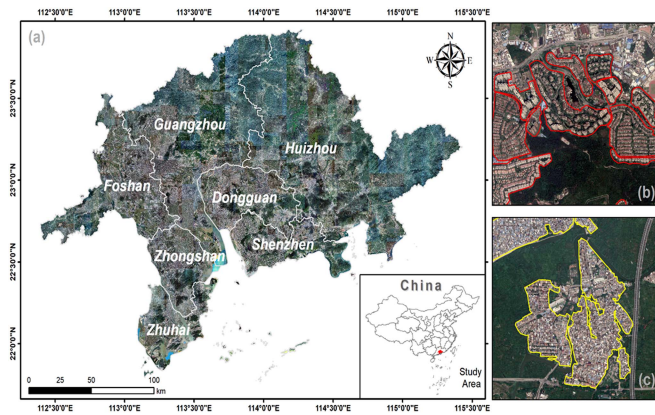 112°30'0"E 113°0'0"E 113°30'0"E 114°0'0"E 114°30'0"E 115°0'0"E 115°30'0"E
(a)
N
W E
S
23°30'0"N
23°0'0"N
22°30'0"N
22°0'0"N
Guangzhou
Huizhou
Foshan
Dongguan
Zhongshan
Shenzhen
Zhuhai
China
Study
Area
0 25 50 100
km
112°30'0"E 113°0'0"E 113°30'0"E 114°0'0"E 114°30'0"E 115°0'0"E 115°30'0"E
(b)
(c)